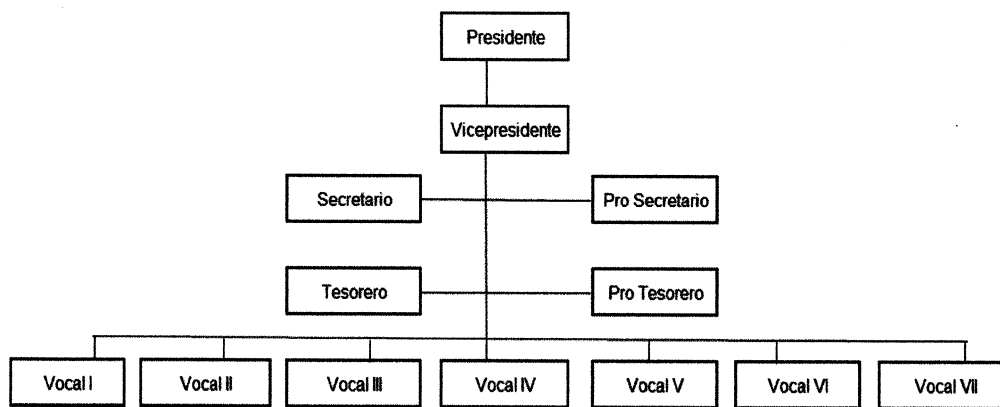 Presidente
Vicepresidente
Secretario
Pro Secretario
Tesorero
Pro Tesorero
Vocal I
Vocal II
Vocal III
Vocal IV
Vocal V
Vocal VI
Vocal VII